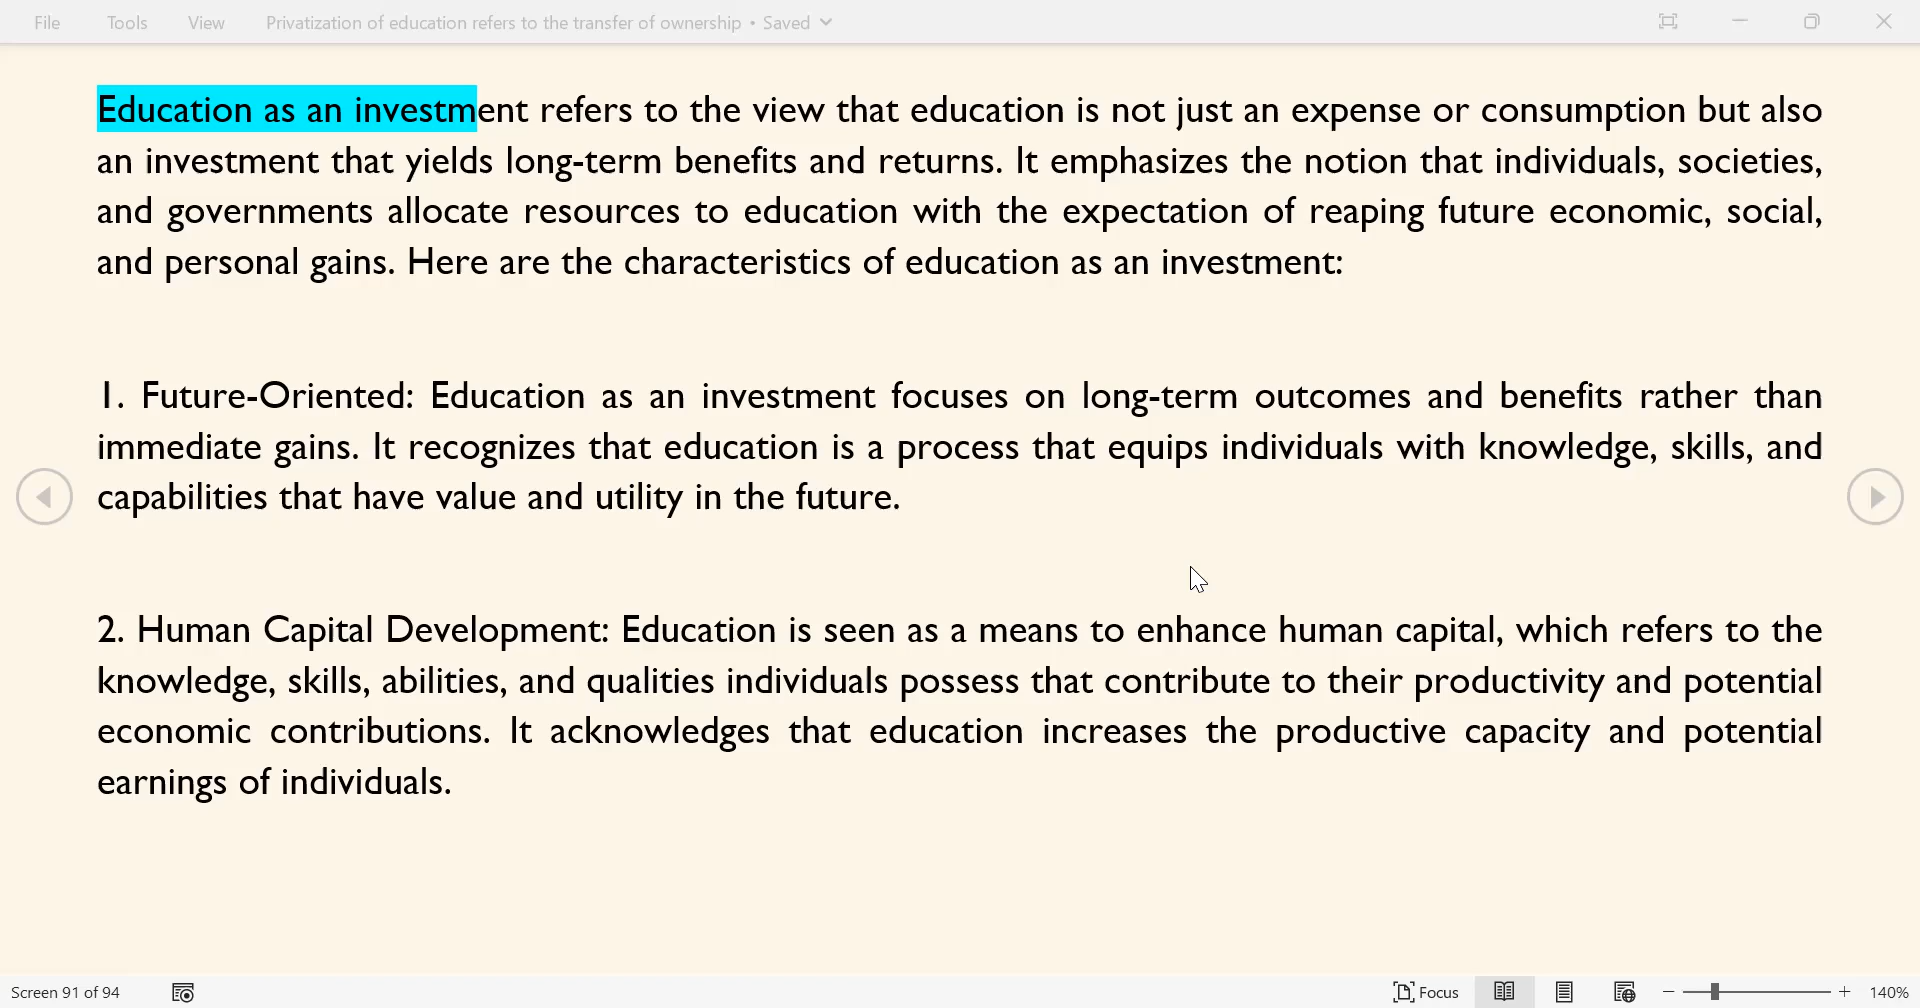 File Tools View Privatization of education refers to the transfer of ownership • Saved
Education as an investment refers to the view that education is not just an expense or consumption but also
an investment that yields long-term benefits and returns. It emphasizes the notion that individuals, societies,
and governments allocate resources to education with the expectation of reaping future economic, social,
and personal gains. Here are the characteristics of education as an investment:
1. Future-Oriented: Education as an investment focuses on long-term outcomes and benefits rather than
immediate gains. It recognizes that education is a process that equips individuals with knowledge, skills, and
capabilities that have value and utility in the future.
2. Human Capital Development: Education is seen as a means to enhance human capital, which refers to the
knowledge, skills, abilities, and qualities individuals possess that contribute to their productivity and potential
economic contributions. It acknowledges that education increases the productive capacity and potential
earnings of individuals.
Screen 91 of 94 Focus 140%